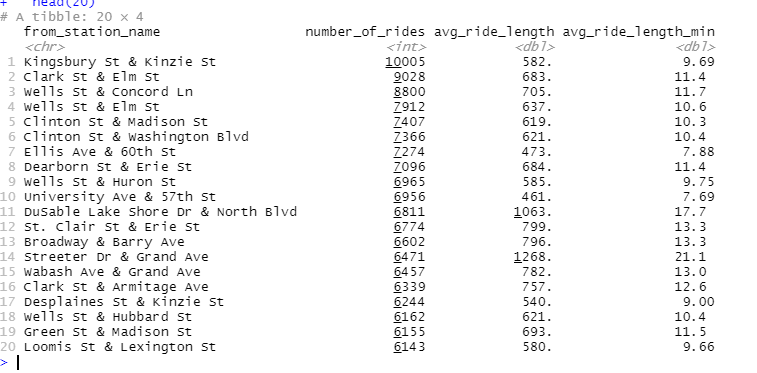 +   head(20)
# A tibble: 20 × 4
   from_station_name                  number_of_rides avg_ride_length avg_ride_length_min
   <chr>                                        <int>           <dbl>               <dbl>
 1 Kingsbury St & Kinzie St                     10005            582.                9.69
 2 Clark St & Elm St                             9028            683.               11.4
 3 Wells St & Concord Ln                         8800            705.               11.7
 4 Wells St & Elm St                             7912            637.               10.6
 5 Clinton St & Madison St                       7407            619.               10.3
 6 Clinton St & Washington Blvd                  7366            621.               10.4
 7 Ellis Ave & 60th St                           7274            473.                7.88
 8 Dearborn St & Erie St                         7096            684.               11.4
 9 Wells St & Huron St                           6965            585.                9.75
10 University Ave & 57th St                      6956            461.                7.69
11 DuSable Lake Shore Dr & North Blvd            6811           1063.               17.7
12 St. Clair St & Erie St                        6774            799.               13.3
13 Broadway & Barry Ave                          6602            796.               13.3
14 Streeter Dr & Grand Ave                       6471           1268.               21.1
15 Wabash Ave & Grand Ave                        6457            782.               13.0
16 Clark St & Armitage Ave                       6339            757.               12.6
17 Desplaines St & Kinzie St                     6244            540.                9.00
18 Wells St & Hubbard St                         6162            621.               10.4
19 Green St & Madison St                         6155            693.               11.5
20 Loomis St & Lexington St                      6143            580.                9.66
>